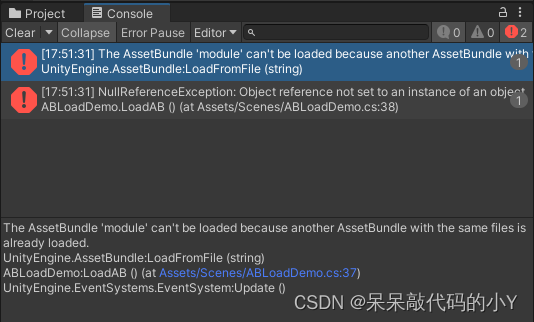 Project Console
Clear Collapse Error Pause Editor 0 0 2
[17:51:31] The AssetBundle 'module' can't be loaded because another AssetBundle with
UnityEngine.AssetBundle:LoadFromFile (string) 1
[17:51:31] NullReferenceException: Object reference not set to an instance of an object
ABLoadDemo.LoadAB () (at Assets/Scenes/ABLoadDemo.cs:38) 1
The AssetBundle 'module' can't be loaded because another AssetBundle with the same files is
already loaded.
UnityEngine.AssetBundle:LoadFromFile (string)
ABLoadDemo:LoadAB () (at Assets/Scenes/ABLoadDemo.cs:37)
UnityEngine.EventSystems.EventSystem:Update ()
CSDN @呆呆敲代码的小Y